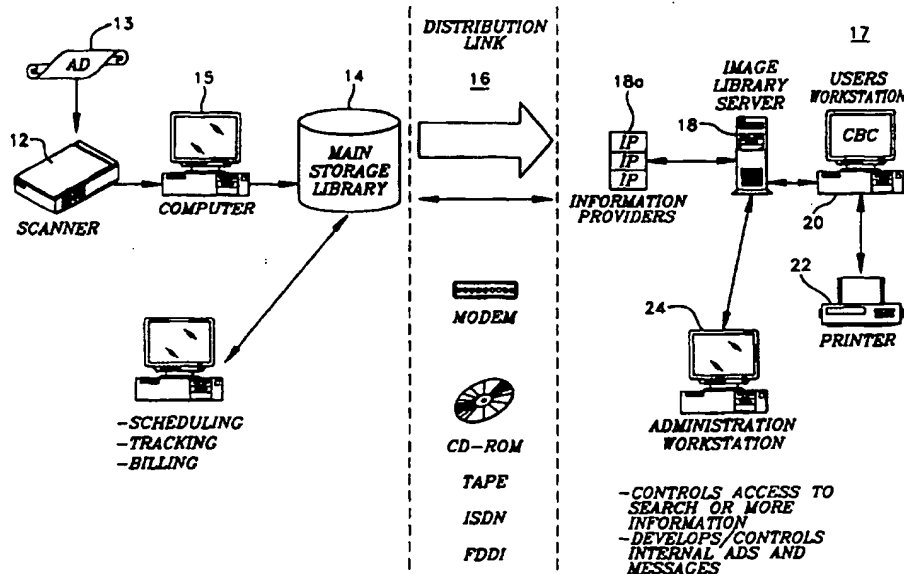 13
AD
12
SCANNER
15
COMPUTER
14
MAIN
STORAGE
LIBRARY
-SCHEDULING
-TRACKING
-BILLING
DISTRIBUTION
LINK
16
MODEM
CD-ROM
TAPE
ISDN
FDDI
17
18a
IP
IP
IP
INFORMATION
PROVIDERS
IMAGE
LIBRARY
SERVER
18
USERS
WORKSTATION
CBC
20
22
PRINTER
24
ADMINISTRATION
WORKSTATION
-CONTROLS ACCESS TO
SEARCH OR MORE
INFORMATION
-DEVELOPS/CONTROLS
INTERNAL ADS AND
MESSAGES